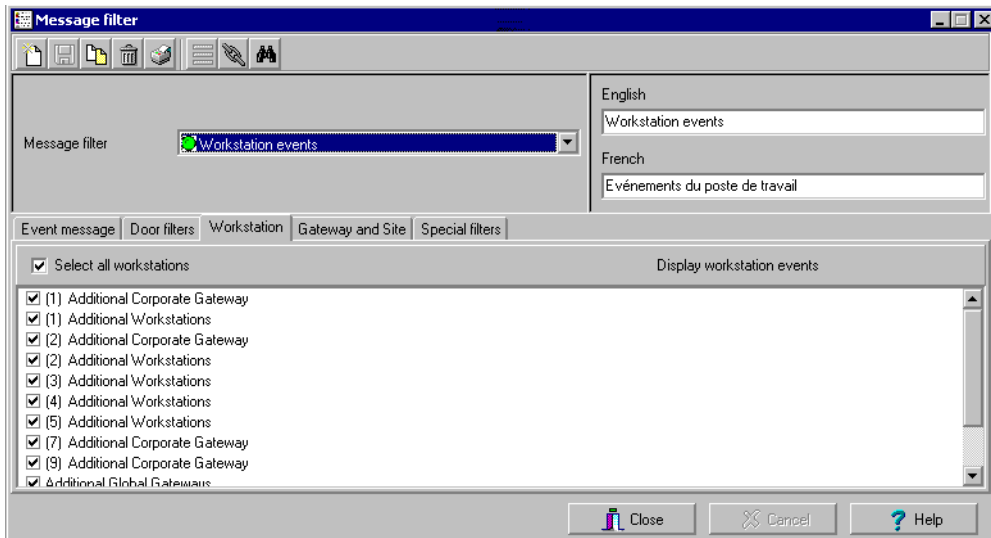 Message filter
English
Workstation events
Message filter
Workstation events
French
Evénements du poste de travail
Event message
Door filters
Workstation
Gateway and Site
Special filters
Select all workstations
Display workstation events
(1) Additional Corporate Gateway
(1) Additional Workstations
(2) Additional Corporate Gateway
(2) Additional Workstations
(3) Additional Workstations
(4) Additional Workstations
(5) Additional Workstations
(7) Additional Corporate Gateway
(9) Additional Corporate Gateway
Additional Global Gateways
Close
Cancel
Help